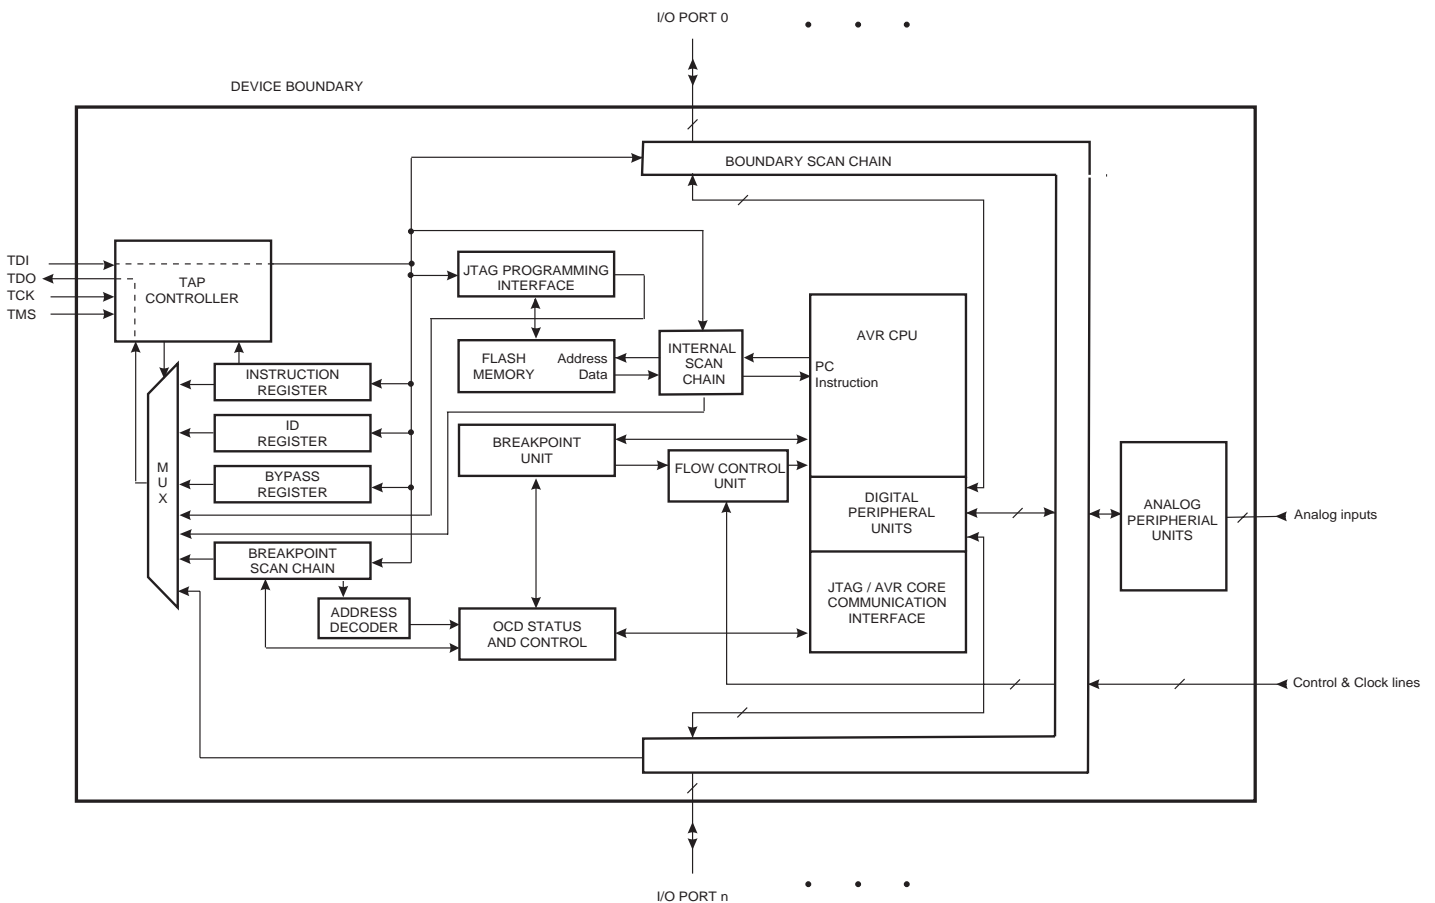 I/O PORT 0
DEVICE BOUNDARY
BOUNDARY SCAN CHAIN
TDI
TDO
TCK
TMS
TAP
CONTROLLER
JTAG PROGRAMMING
INTERFACE
AVR CPU
INTERNAL
SCAN
CHAIN
FLASH
MEMORY
Address
Data
PC
Instruction
INSTRUCTION
REGISTER
ID
REGISTER
M
U
X
BREAKPOINT
UNIT
FLOW CONTROL
UNIT
BYPASS
REGISTER
DIGITAL
PERIPHERAL
UNITS
ANALOG
PERIPHERIAL
UNITS
Analog inputs
BREAKPOINT
SCAN CHAIN
ADDRESS
DECODER
OCD STATUS
AND CONTROL
JTAG / AVR CORE
COMMUNICATION
INTERFACE
Control & Clock lines
I/O PORT n